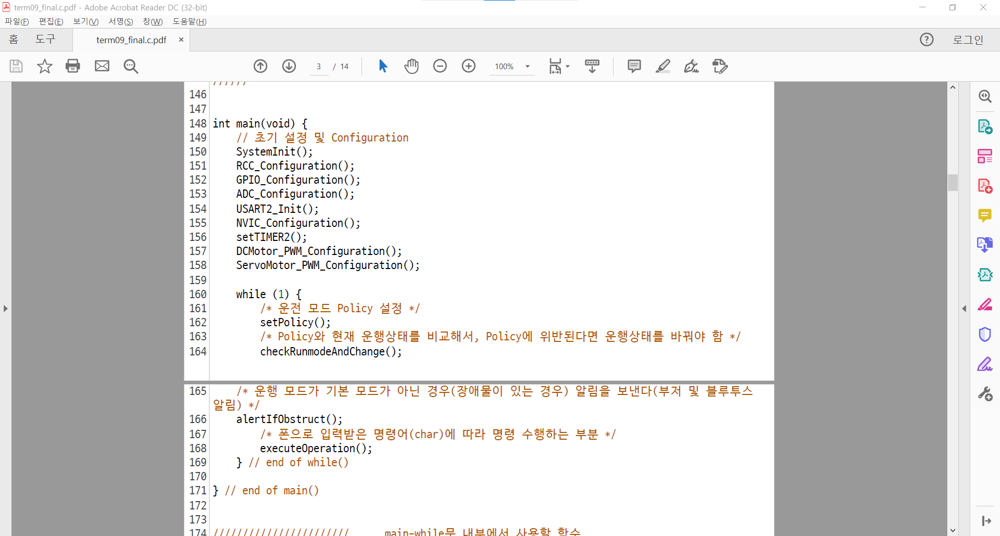 term09_final.c.pdf - Adobe Acrobat Reader DC (32-bit)
파일(F) 편집(E) 보기(V) 서명(S) 창(W) 도움말(H)
홈 도구 term09_final.c.pdf × 로그인
3 / 14 100%
//////
146
147
148 int main(void) {
149 // 초기 설정 및 Configuration
150 SystemInit();
151 RCC_Configuration();
152 GPIO_Configuration();
153 ADC_Configuration();
154 USART2_Init();
155 NVIC_Configuration();
156 setTIMER2();
157 DCMotor_PWM_Configuration();
158 ServoMotor_PWM_Configuration();
159
160 while (1) {
161 /* 운전 모드 Policy 설정 */
162 setPolicy();
163 /* Policy와 현재 운행상태를 비교해서, Policy에 위반된다면 운행상태를 바꿔야 함 */
164 checkRunmodeAndChange();
165 /* 운행 모드가 기본 모드가 아닌 경우(장애물이 있는 경우) 알림을 보낸다(부저 및 블루투스
알림) */
166 alertIfObstruct();
167 /* 폰으로 입력받은 명령어(char)에 따라 명령 수행하는 부분 */
168 executeOperation();
169 } // end of while()
170
171 } // end of main()
172
173
174 /////////////////////// main-while문 내부에서 사용할 함수